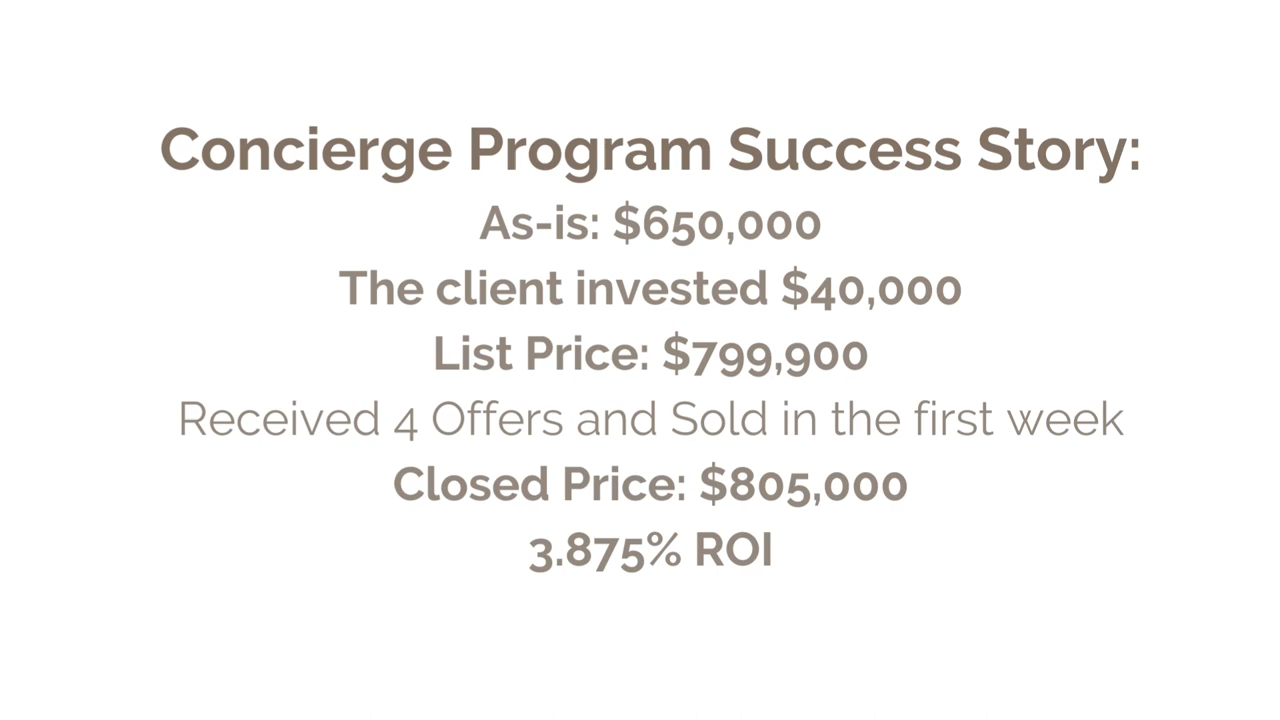 Concierge Program Success Story:
As-is: $650,000
The client invested $40,000
List Price: $799,900
Received 4 Offers and Sold in the first week
Closed Price: $805,000
3.875% ROI